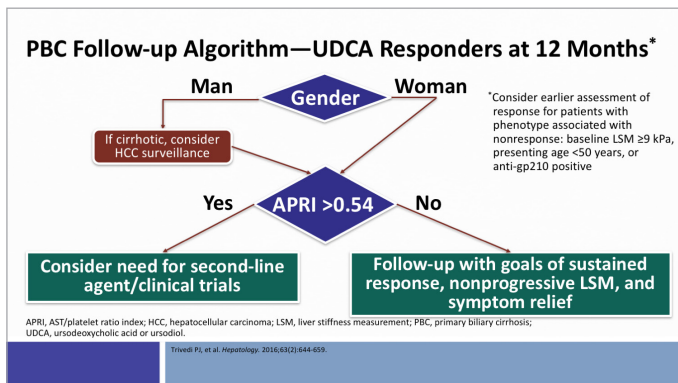 PBC Follow-up Algorithm—UDCA Responders at 12 Months*
Man
Gender
Woman
*Consider earlier assessment of
response for patients with
phenotype associated with
nonresponse: baseline LSM ≥9 kPa,
presenting age <50 years, or
anti-gp210 positive
If cirrhotic, consider
HCC surveillance
Yes
APRI >0.54
No
Consider need for second-line
agent/clinical trials
Follow-up with goals of sustained
response, nonprogressive LSM, and
symptom relief
APRI, AST/platelet ratio index; HCC, hepatocellular carcinoma; LSM, liver stiffness measurement; PBC, primary biliary cirrhosis;
UDCA, ursodeoxycholic acid or ursodiol.
Trivedi PJ, et al. Hepatology. 2016;63(2):644-659.